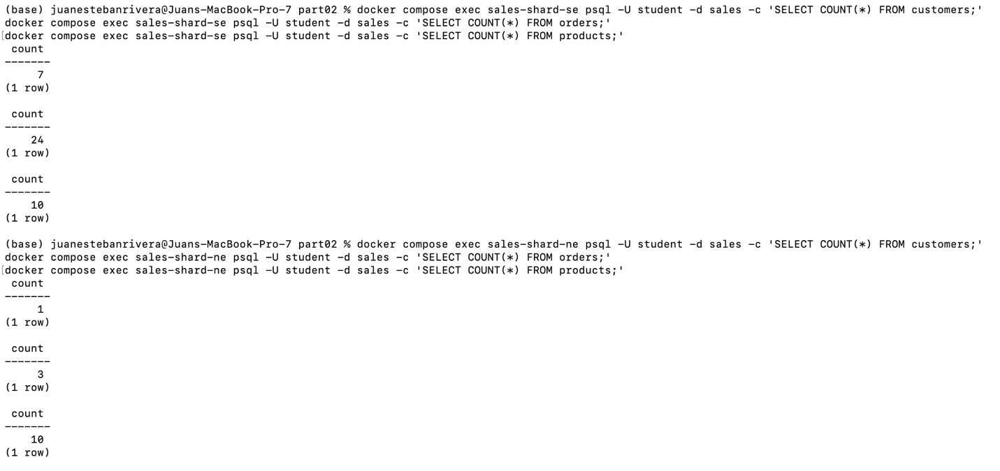 (base) juanestebanrivera@Juans-MacBook-Pro-7 part02 % docker compose exec sales-shard-se psql -U student -d sales -c 'SELECT COUNT(*) FROM customers;'
docker compose exec sales-shard-se psql -U student -d sales -c 'SELECT COUNT(*) FROM orders;'
[docker compose exec sales-shard-se psql -U student -d sales -c 'SELECT COUNT(*) FROM products;'
count
-------
7
(1 row)
count
-------
24
(1 row)
count
-------
10
(1 row)
(base) juanestebanrivera@Juans-MacBook-Pro-7 part02 % docker compose exec sales-shard-ne psql -U student -d sales -c 'SELECT COUNT(*) FROM customers;'
docker compose exec sales-shard-ne psql -U student -d sales -c 'SELECT COUNT(*) FROM orders;'
[docker compose exec sales-shard-ne psql -U student -d sales -c 'SELECT COUNT(*) FROM products;'
count
-------
1
(1 row)
count
-------
3
(1 row)
count
-------
10
(1 row)